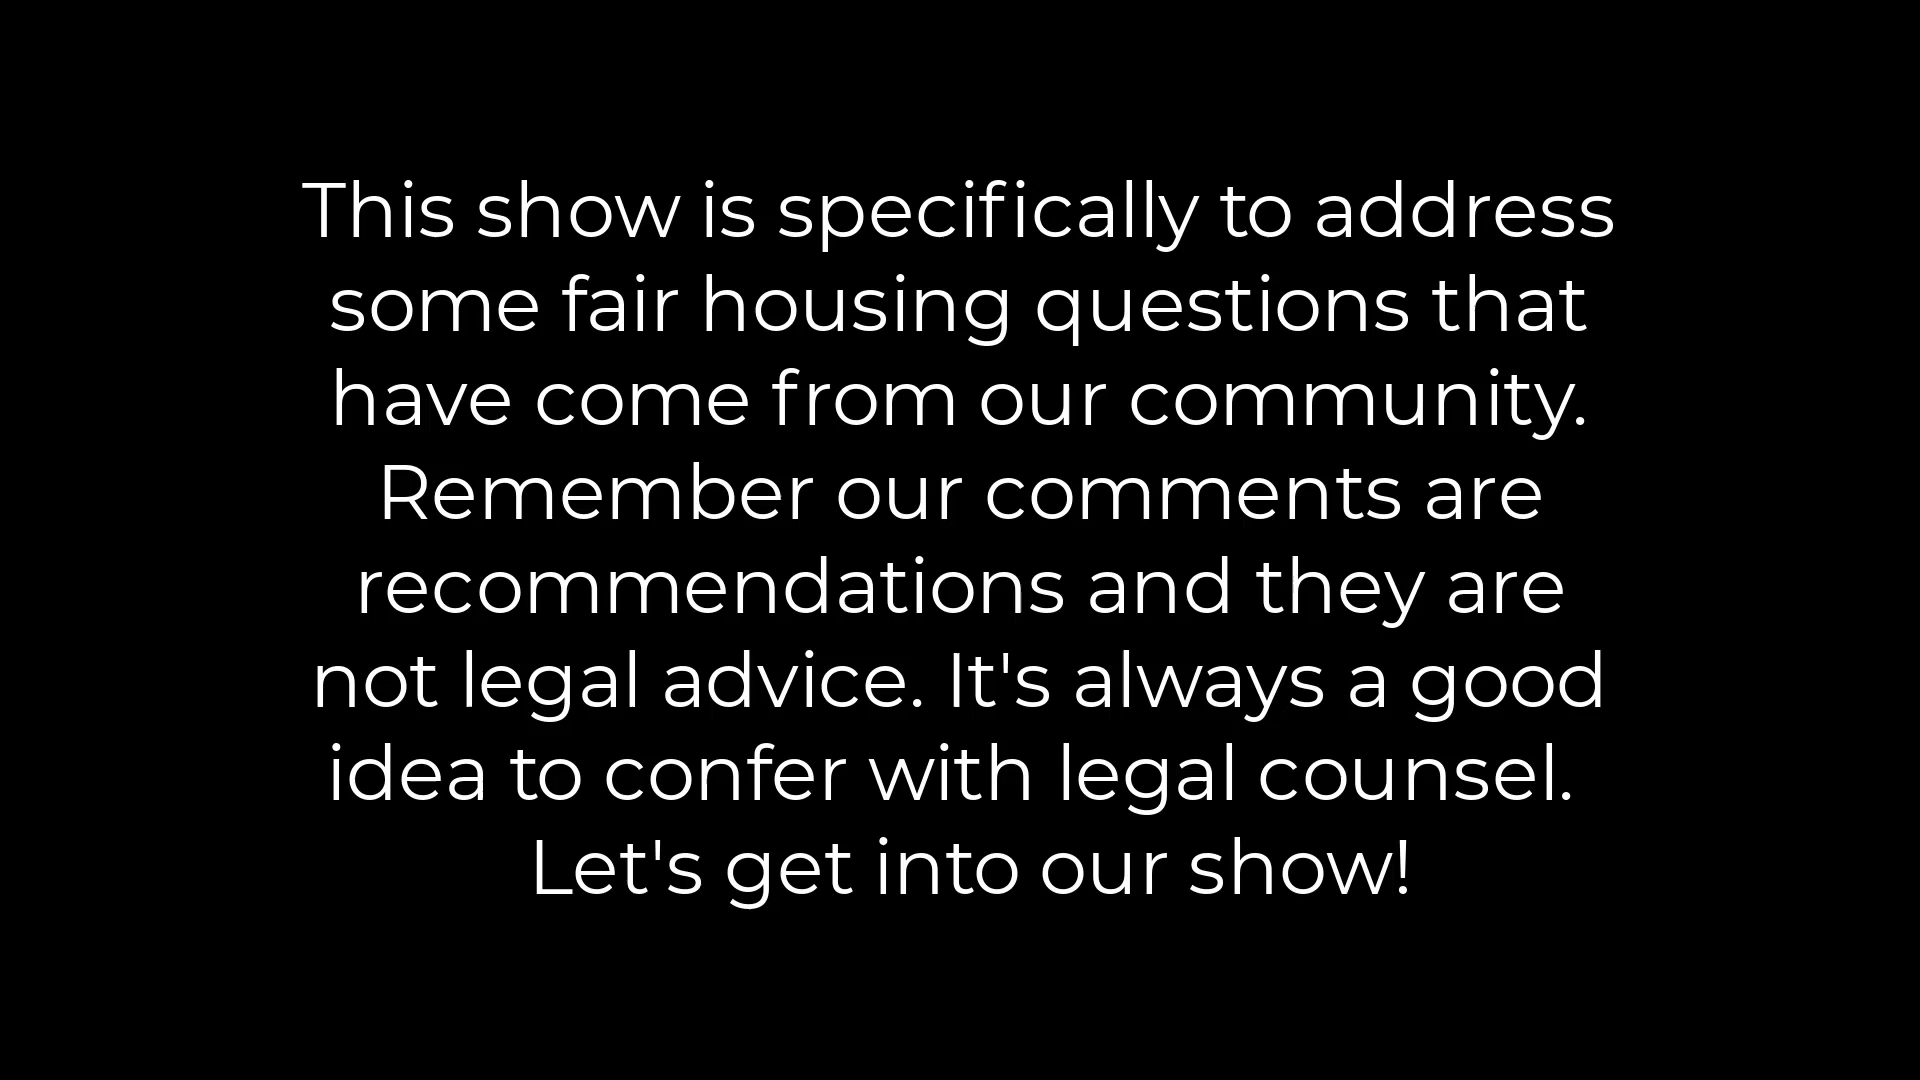 This show is specifically to address
some fair housing questions that
have come from our community.
Remember our comments are
recommendations and they are
not legal advice. It's always a good
idea to confer with legal counsel.
Let's get into our show!